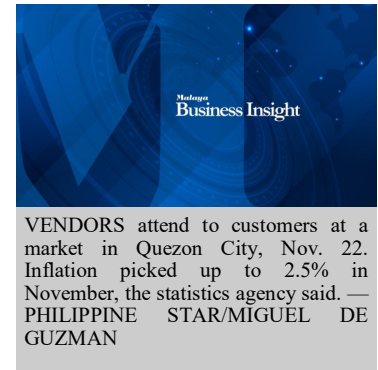 Malaya
Business Insight
VENDORS attend to customers at a
market in Quezon City, Nov. 22.
Inflation picked up to 2.5% in
November, the statistics agency said. —
PHILIPPINE STAR/MIGUEL DE
GUZMAN